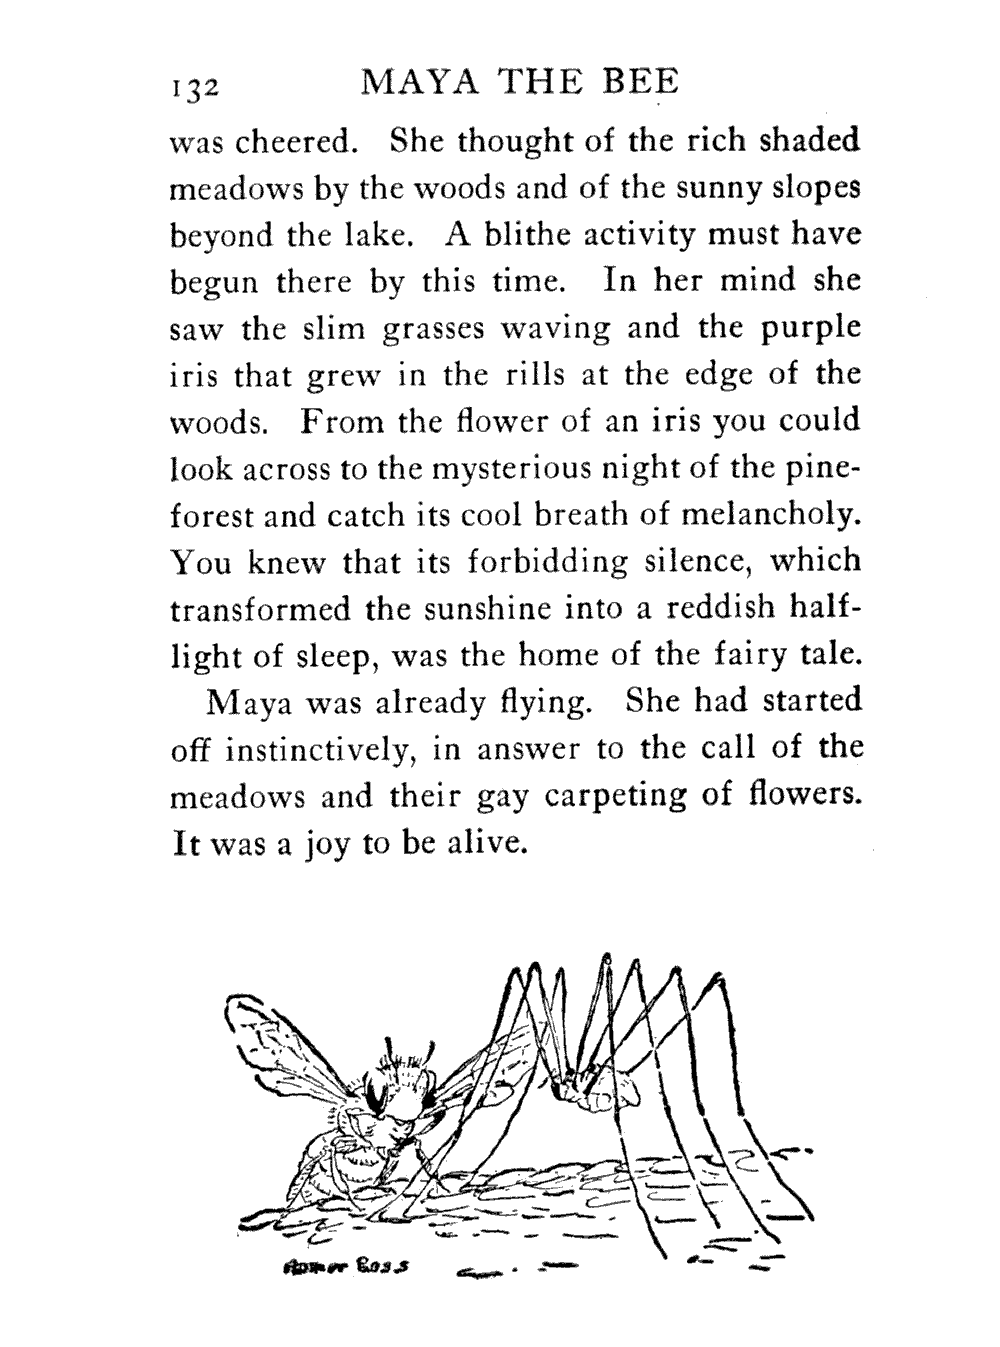 132 MAYA THE BEE
was cheered. She thought of the rich shaded
meadows by the woods and of the sunny slopes
beyond the lake. A blithe activity must have
begun there by this time. In her mind she
saw the slim grasses waving and the purple
iris that grew in the rills at the edge of the
woods. From the flower of an iris you could
look across to the mysterious night of the pine-
forest and catch its cool breath of melancholy.
You knew that its forbidding silence, which
transformed the sunshine into a reddish half-
light of sleep, was the home of the fairy tale.
Maya was already flying. She had started
off instinctively, in answer to the call of the
meadows and their gay carpeting of flowers.
It was a joy to be alive.
Homer Boss